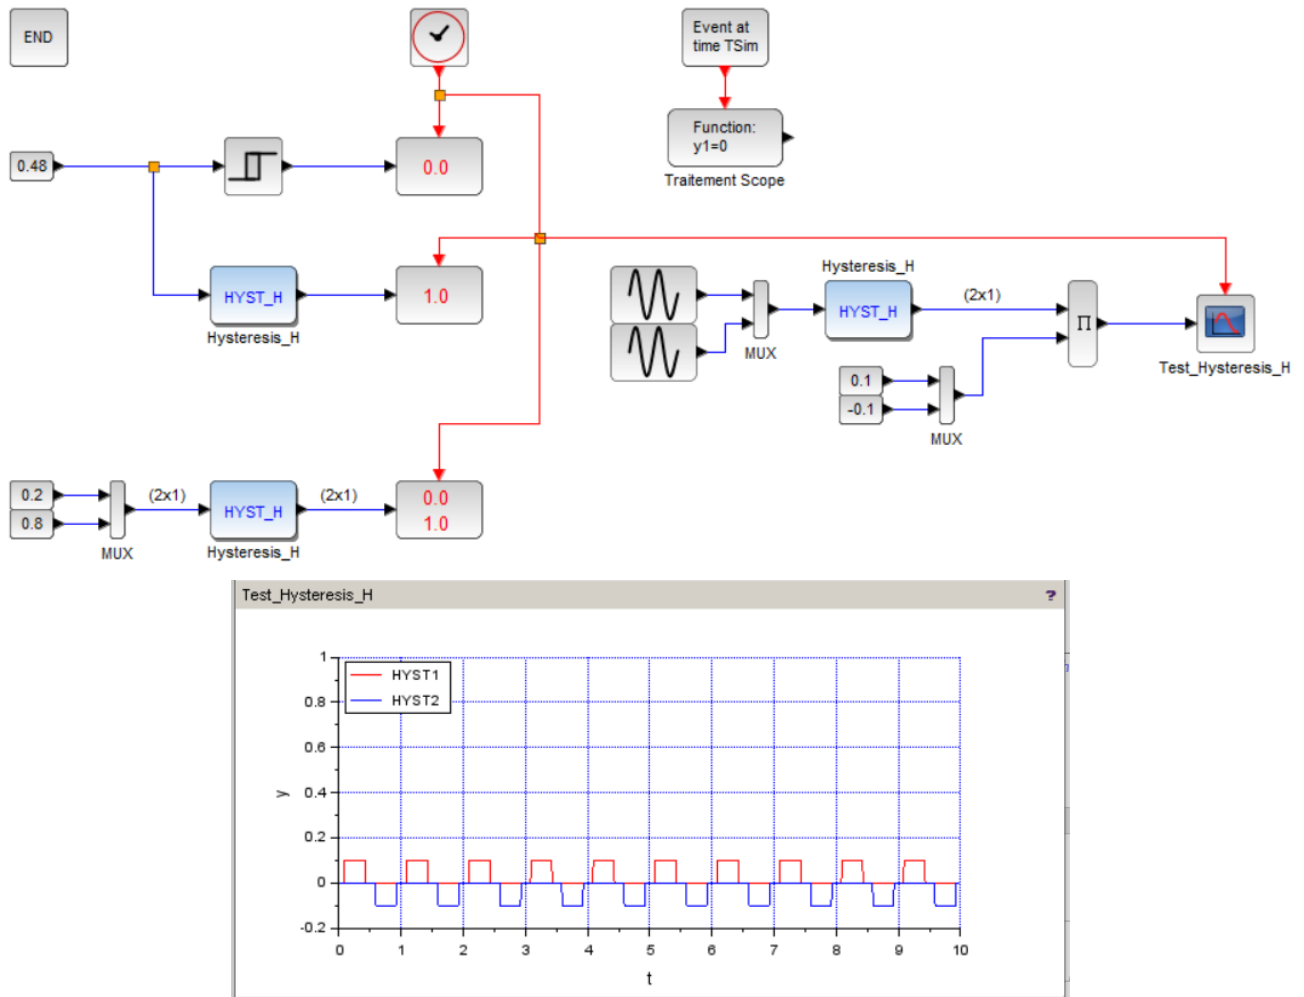 END
Event at
time TSim
Function:
y1=0
Traitement Scope
0.48
0.0
HYST_H
Hysteresis_H
1.0
Hysteresis_H
HYST_H
(2x1)
MUX
Π
0.1
-0.1
MUX
Test_Hysteresis_H
0.2
0.8
MUX
(2x1)
HYST_H
(2x1)
Hysteresis_H
0.0
1.0
Test_Hysteresis_H
?
HYST1
HYST2
y
1
0.8
0.6
0.4
0.2
0
-0.2
0 1 2 3 4 5 6 7 8 9 10
t